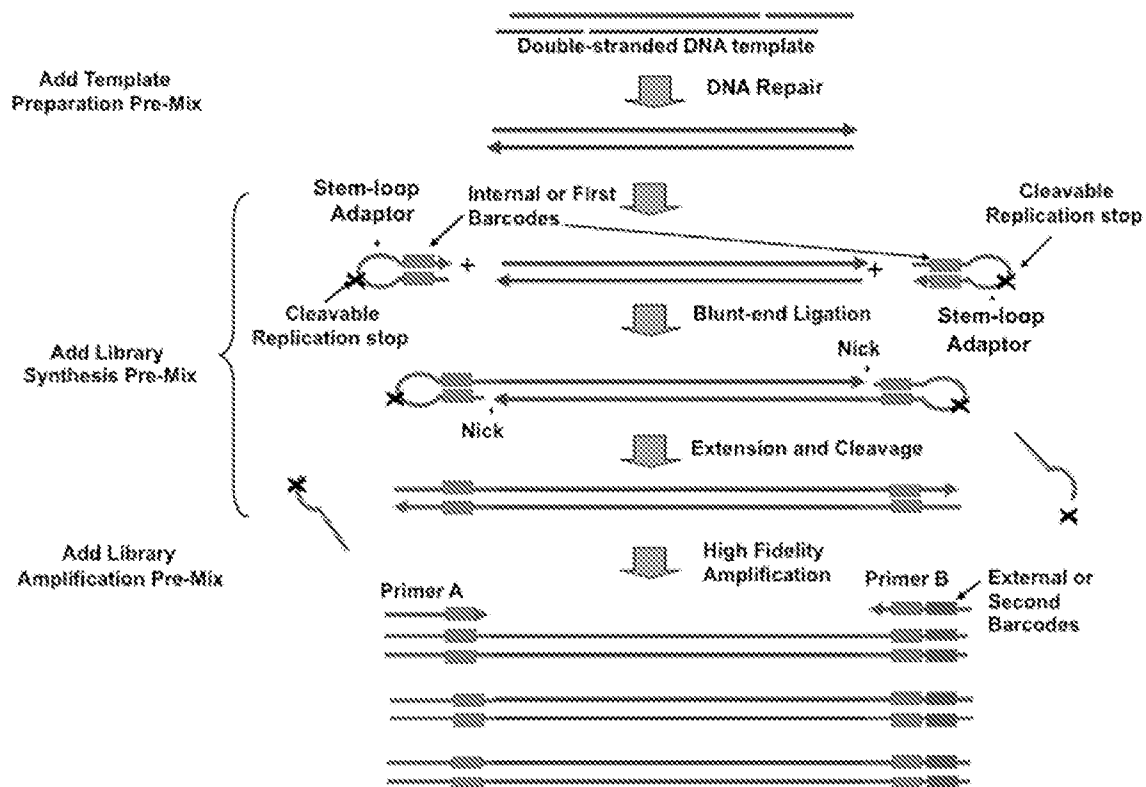 Double-stranded DNA template
Add Template
Preparation Pre-Mix
DNA Repair
Stem-loop
Adaptor
Internal or First
Barcodes
Cleavable
Replication stop
+
+
Cleavable
Replication stop
Blunt-end Ligation
Stem-loop
Adaptor
Add Library
Synthesis Pre-Mix
Nick
Nick
Extension and Cleavage
Add Library
Amplification Pre-Mix
High Fidelity
Amplification
Primer A
Primer B
External or
Second
Barcodes